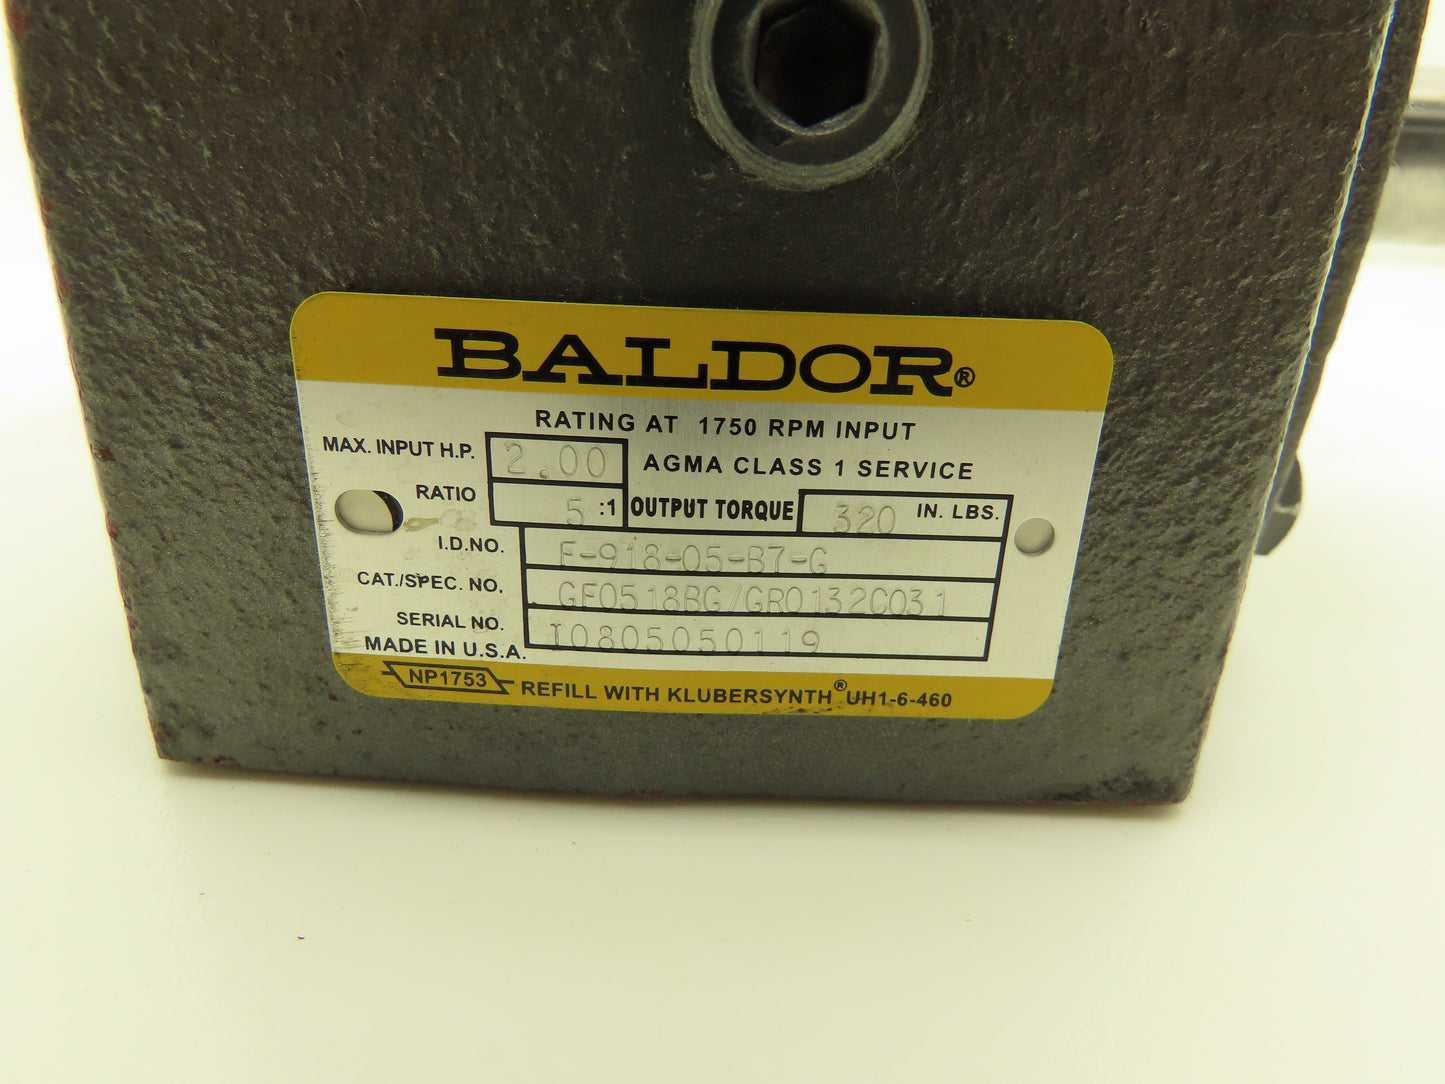 BALDOR®
RATING AT 1750 RPM INPUT
MAX. INPUT H.P. 2.00 AGMA CLASS 1 SERVICE
RATIO 5 :1 OUTPUT TORQUE 320 IN. LBS.
I.D.NO. F-918-05-B7-G
CAT./SPEC. NO. GF0518BG/GR0132C031
SERIAL NO. I0805050119
MADE IN U.S.A.
NP1753 REFILL WITH KLUBERSYNTH® UH1-6-460